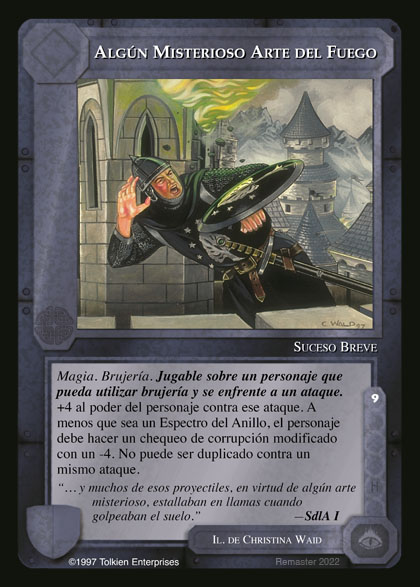 Algún Misterioso Arte del Fuego
C. WALD 97
Suceso Breve
Magia. Brujería. Jugable sobre un personaje que
pueda utilizar brujería y se enfrente a un ataque.
+4 al poder del personaje contra ese ataque. A
menos que sea un Espectro del Anillo, el personaje
debe hacer un chequeo de corrupción modificado
con un -4. No puede ser duplicado contra un
mismo ataque.
9
“… y muchos de esos proyectiles, en virtud de algún arte
misterioso, estallaban en llamas cuando
golpeaban el suelo.” —SdlA I
H
Il. de Christina Waid
©1997 Tolkien Enterprises
Remaster 2022